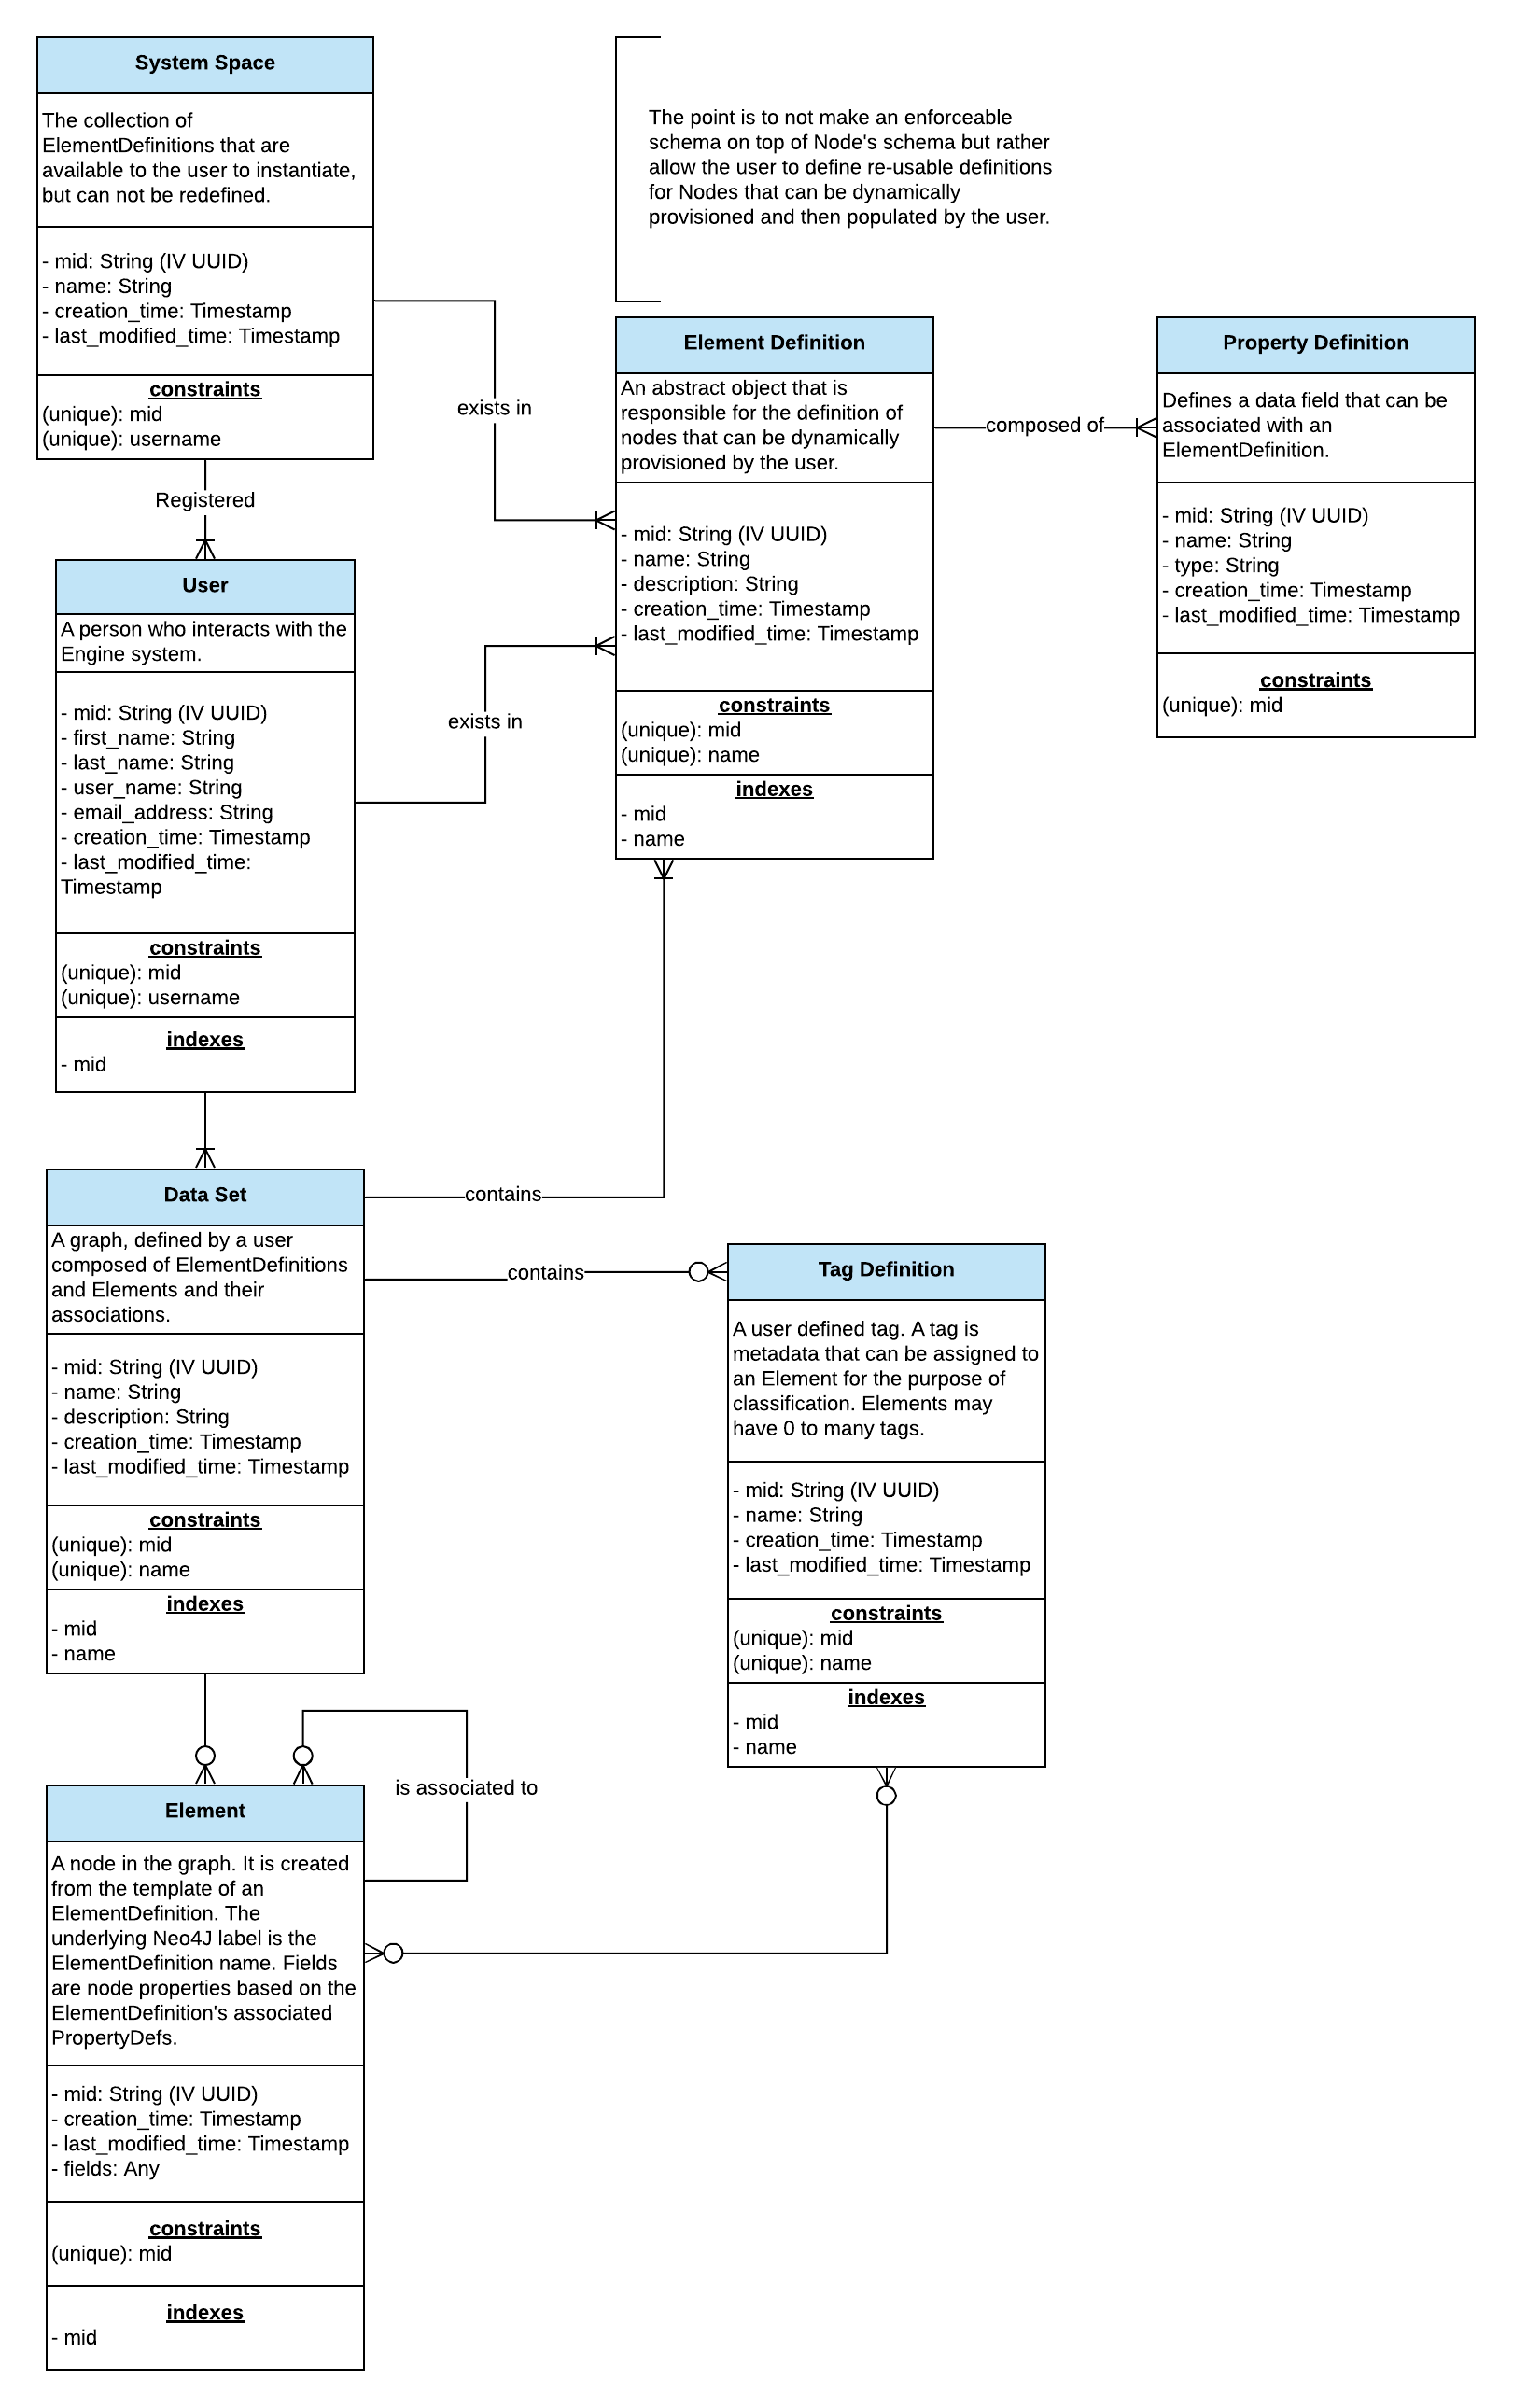 System Space
The collection of
ElementDefinitions that are
available to the user to instantiate,
but can not be redefined.
- mid: String (IV UUID)
- name: String
- creation_time: Timestamp
- last_modified_time: Timestamp
constraints
(unique): mid
(unique): username
The point is to not make an enforceable
schema on top of Node's schema but rather
allow the user to define re-usable definitions
for Nodes that can be dynamically
provisioned and then populated by the user.
exists in
Registered
Element Definition
An abstract object that is
responsible for the definition of
nodes that can be dynamically
provisioned by the user.
- mid: String (IV UUID)
- name: String
- description: String
- creation_time: Timestamp
- last_modified_time: Timestamp
constraints
(unique): mid
(unique): name
indexes
- mid
- name
composed of
Property Definition
Defines a data field that can be
associated with an
ElementDefinition.
- mid: String (IV UUID)
- name: String
- type: String
- creation_time: Timestamp
- last_modified_time: Timestamp
constraints
(unique): mid
User
A person who interacts with the
Engine system.
- mid: String (IV UUID)
- first_name: String
- last_name: String
- user_name: String
- email_address: String
- creation_time: Timestamp
- last_modified_time:
Timestamp
constraints
(unique): mid
(unique): username
indexes
- mid
exists in
Data Set
A graph, defined by a user
composed of ElementDefinitions
and Elements and their
associations.
- mid: String (IV UUID)
- name: String
- description: String
- creation_time: Timestamp
- last_modified_time: Timestamp
constraints
(unique): mid
(unique): name
indexes
- mid
- name
contains
contains
Tag Definition
A user defined tag. A tag is
metadata that can be assigned to
an Element for the purpose of
classification. Elements may
have 0 to many tags.
- mid: String (IV UUID)
- name: String
- creation_time: Timestamp
- last_modified_time: Timestamp
constraints
(unique): mid
(unique): name
indexes
- mid
- name
is associated to
Element
A node in the graph. It is created
from the template of an
ElementDefinition. The
underlying Neo4J label is the
ElementDefinition name. Fields
are node properties based on the
ElementDefinition's associated
PropertyDefs.
- mid: String (IV UUID)
- creation_time: Timestamp
- last_modified_time: Timestamp
- fields: Any
constraints
(unique): mid
indexes
- mid